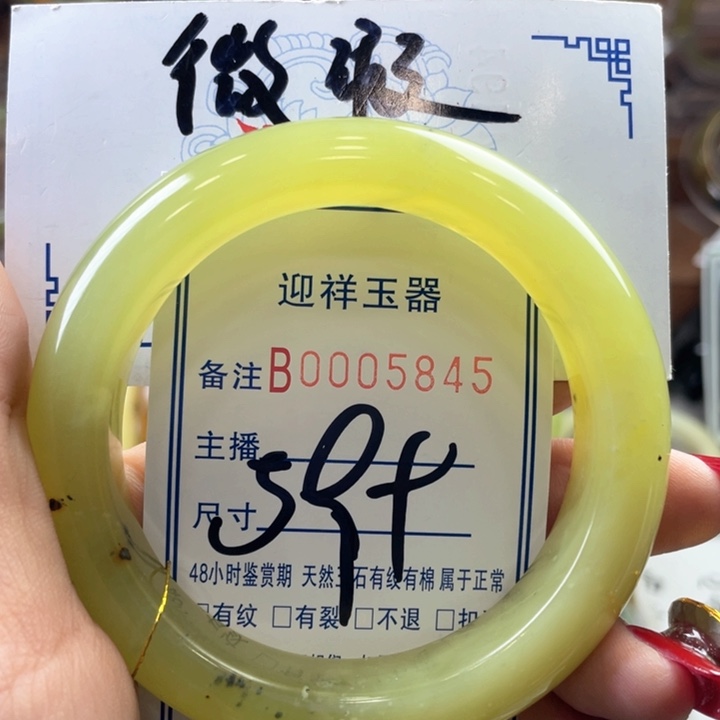 微瑕
迎祥玉器
备注B0005845
主播
尺寸 59+
48小时鉴赏期 天然玉石有纹有棉 属于正常
□有纹 □有裂 □不退 □扣